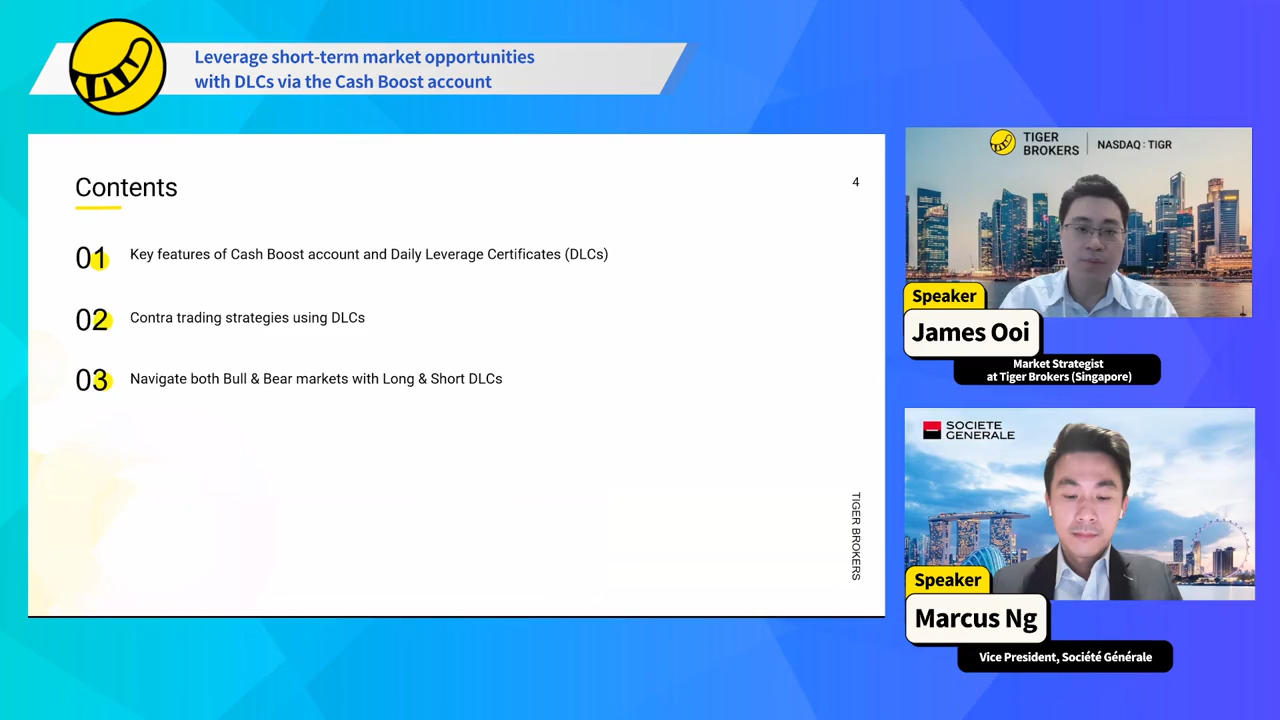 Leverage short-term market opportunities
with DLCs via the Cash Boost account
Contents
4
01 Key features of Cash Boost account and Daily Leverage Certificates (DLCs)
02 Contra trading strategies using DLCs
03 Navigate both Bull & Bear markets with Long & Short DLCs
TIGER BROKERS
TIGER
BROKERS
NASDAQ : TIGR
Speaker
James Ooi
Market Strategist
at Tiger Brokers (Singapore)
SOCIETE
GENERALE
Speaker
Marcus Ng
Vice President, Société Générale